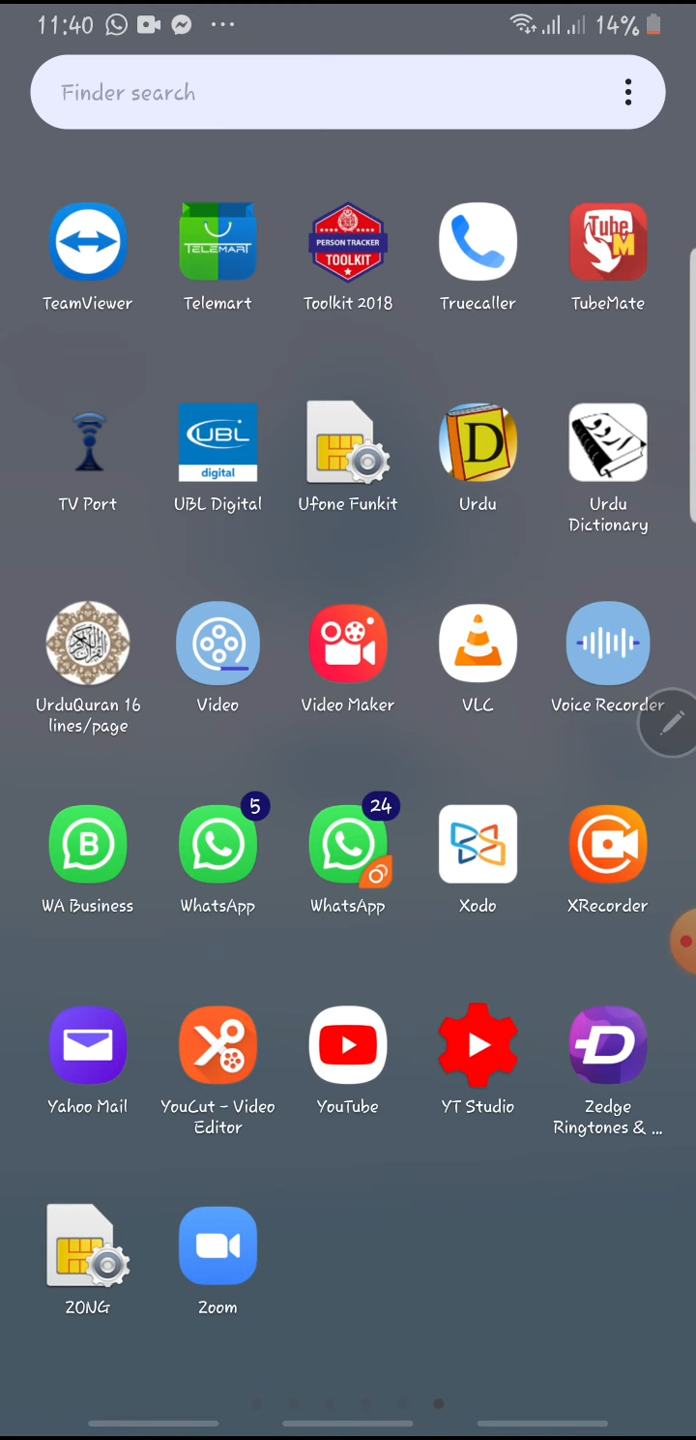 11:40 ... 14%
Finder search
TELEMART
PERSON TRACKER
TOOLKIT
Tube
M
TeamViewer Telemart Toolkit 2018 Truecaller TubeMate
UBL
digital
D
اردو
TV Port UBL Digital Ufone Funkit Urdu Urdu
Dictionary
UrduQuran 16 Video Video Maker VLC Voice Recorder
lines/page
5 24
B
WA Business WhatsApp WhatsApp Xodo XRecorder
Yahoo Mail YouCut - Video YouTube YT Studio Zedge
Editor Ringtones & ...
ZONG Zoom